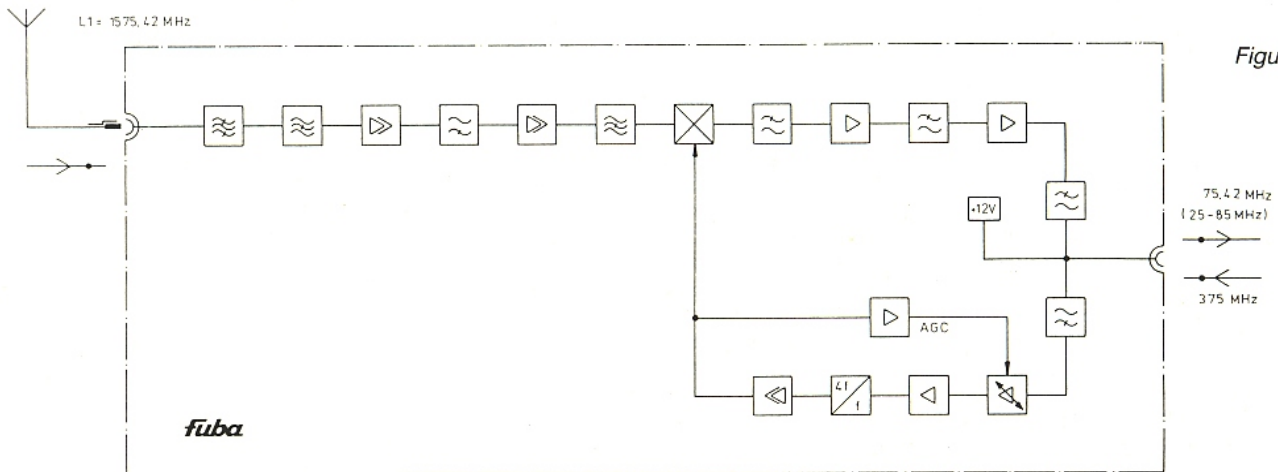 L1 = 1575,42 MHz
Figu
+12V
75,42 MHz
(25-85 MHz)
375 MHz
AGC
4f
f
fuba